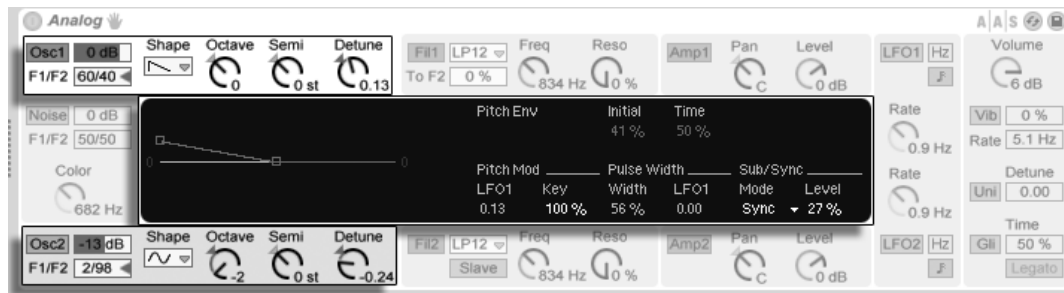 Analog
A|A|S
Osc1 0 dB Shape Octave Semi Detune
F1/F2 60/40 0 0 st 0.13
Fil1 LP12 Freq Reso
To F2 0 % 834 Hz 0 %
Amp1 Pan Level
C 0 dB
LFO1 Hz
Volume
-6 dB
Noise 0 dB
F1/F2 50/50
Color
682 Hz
Pitch Env Initial Time
41 % 50 %
0 0
Pitch Mod Pulse Width Sub/Sync
LFO1 Key Width LFO1 Mode Level
0.13 100 % 56 % 0.00 Sync 27 %
Rate
0.9 Hz
Rate
0.9 Hz
Vib 0 %
Rate 5.1 Hz
Detune
Uni 0.00
Time
Gli 50 %
Legato
Osc2 -13 dB Shape Octave Semi Detune
F1/F2 2/98 -2 0 st -0.24
Fil2 LP12 Freq Reso
Slave 834 Hz 0 %
Amp2 Pan Level
C 0 dB
LFO2 Hz